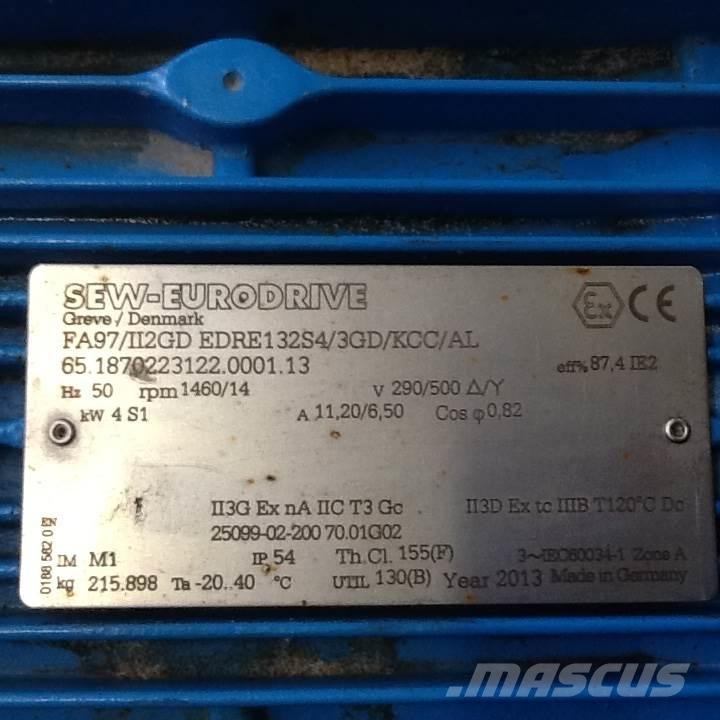 SEW-EURODRIVE
Greve / Denmark
FA97/II2GD EDRE132S4/3GD/KCC/AL
65.1870223122.0001.13 eff% 87,4 IE2
Hz 50 rpm 1460/14 V 290/500 Δ/Y
kW 4 S1 A 11,20/6,50 Cos φ 0,82
II3G Ex nA IIC T3 Gc II3D Ex tc IIIB T120°C Dc
25099-02-200 70.01G02
IM M1 IP 54 Th.Cl. 155(F) 3~IEC60034-1 Zone A
kg 215.898 Ta -20..40 °C UTIL 130(B) Year 2013 Made in Germany
0188 582 0 EN
Ex CE
MASCUS